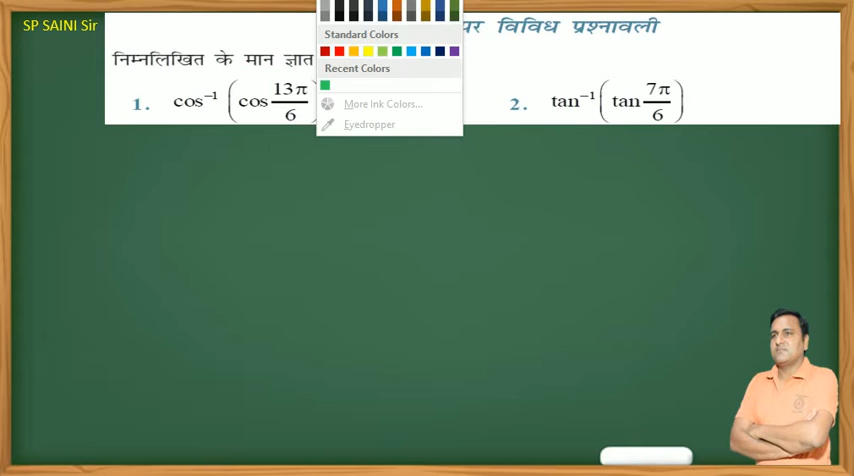 SP SAINI Sir
पर विविध प्रश्नावली
Standard Colors
निम्नलिखित के मान ज्ञात
Recent Colors
1. cos⁻¹ (cos 13π/6
2. tan⁻¹ (tan 7π/6)
More Ink Colors...
Eyedropper